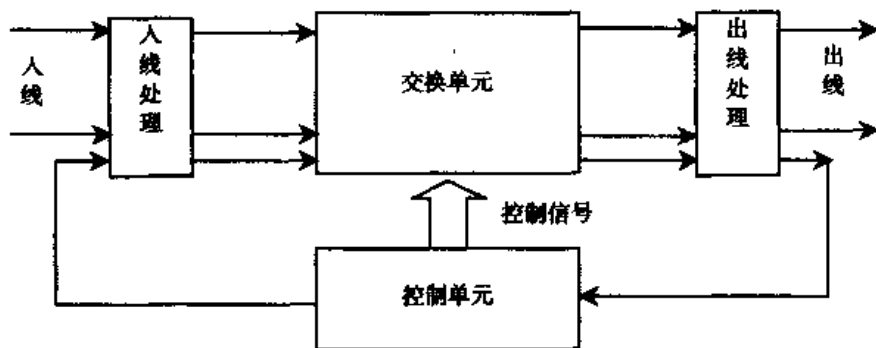 入线
入线处理
交换单元
出线处理
出线
控制信号
控制单元